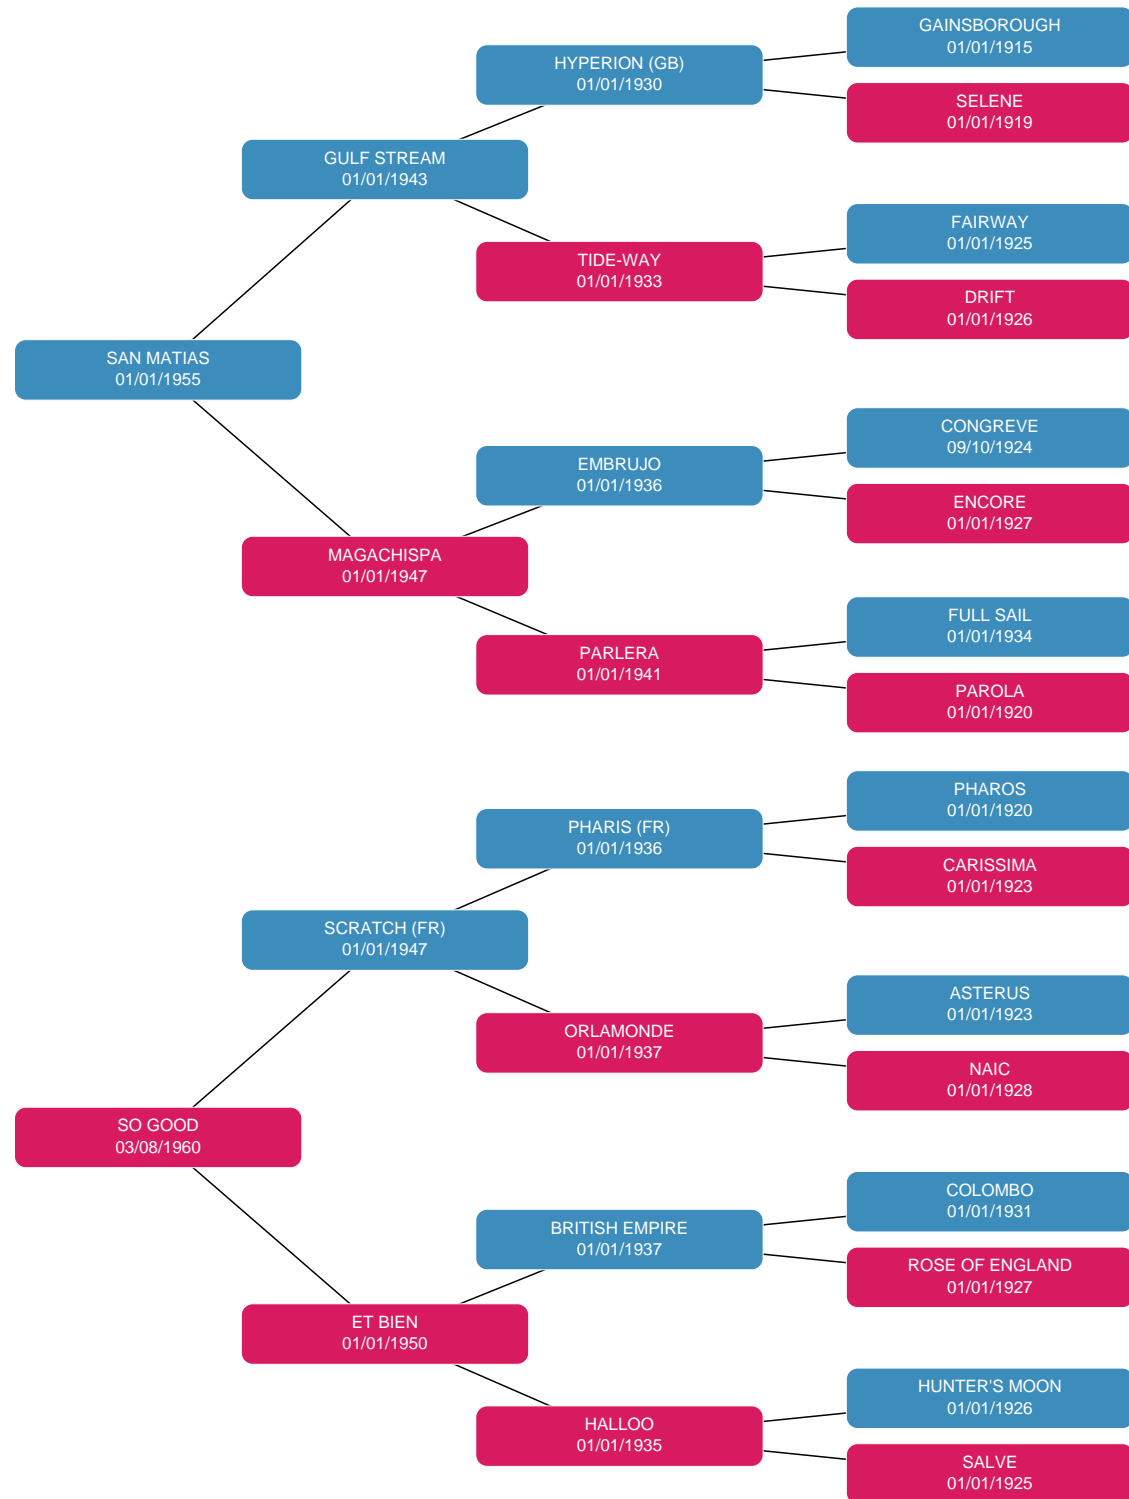 GAINSBOROUGH
01/01/1915
HYPERION (GB)
01/01/1930
SELENE
01/01/1919
GULF STREAM
01/01/1943
FAIRWAY
01/01/1925
TIDE-WAY
01/01/1933
DRIFT
01/01/1926
SAN MATIAS
01/01/1955
CONGREVE
09/10/1924
EMBRUJO
01/01/1936
ENCORE
01/01/1927
MAGACHISPA
01/01/1947
FULL SAIL
01/01/1934
PARLERA
01/01/1941
PAROLA
01/01/1920
PHAROS
01/01/1920
PHARIS (FR)
01/01/1936
CARISSIMA
01/01/1923
SCRATCH (FR)
01/01/1947
ASTERUS
01/01/1923
ORLAMONDE
01/01/1937
NAIC
01/01/1928
SO GOOD
03/08/1960
COLOMBO
01/01/1931
BRITISH EMPIRE
01/01/1937
ROSE OF ENGLAND
01/01/1927
ET BIEN
01/01/1950
HUNTER'S MOON
01/01/1926
HALLOO
01/01/1935
SALVE
01/01/1925